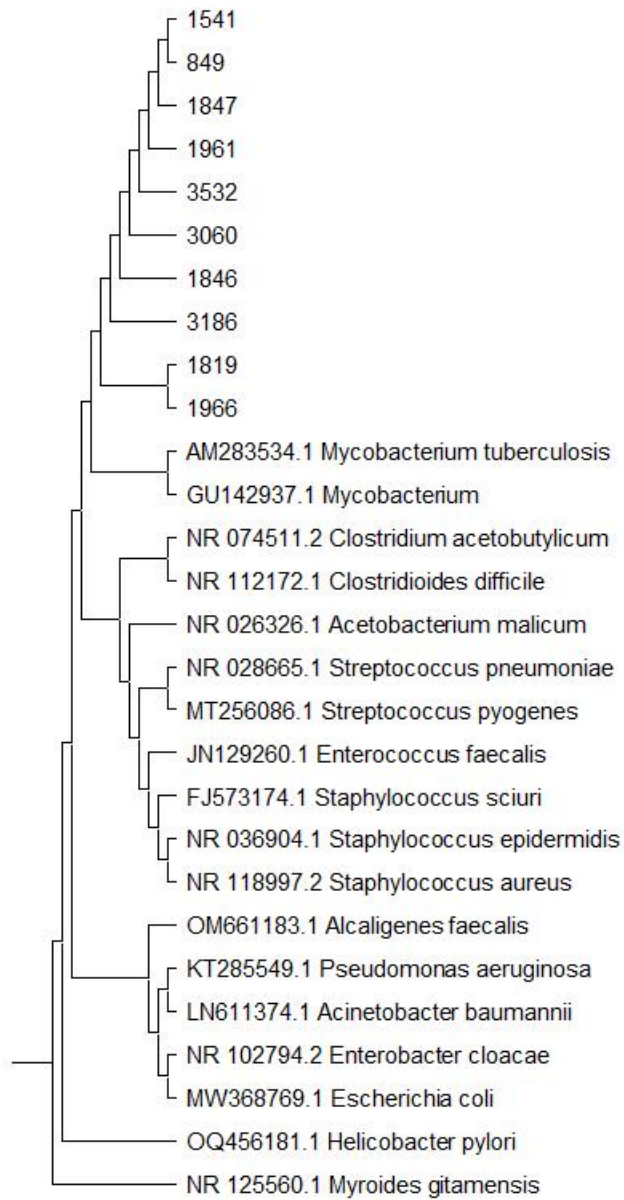 1541
849
1847
1961
3532
3060
1846
3186
1819
1966
AM283534.1 Mycobacterium tuberculosis
GU142937.1 Mycobacterium
NR 074511.2 Clostridium acetobutylicum
NR 112172.1 Clostridioides difficile
NR 026326.1 Acetobacterium malicum
NR 028665.1 Streptococcus pneumoniae
MT256086.1 Streptococcus pyogenes
JN129260.1 Enterococcus faecalis
FJ573174.1 Staphylococcus sciuri
NR 036904.1 Staphylococcus epidermidis
NR 118997.2 Staphylococcus aureus
OM661183.1 Alcaligenes faecalis
KT285549.1 Pseudomonas aeruginosa
LN611374.1 Acinetobacter baumannii
NR 102794.2 Enterobacter cloacae
MW368769.1 Escherichia coli
OQ456181.1 Helicobacter pylori
NR 125560.1 Myroides gitamensis